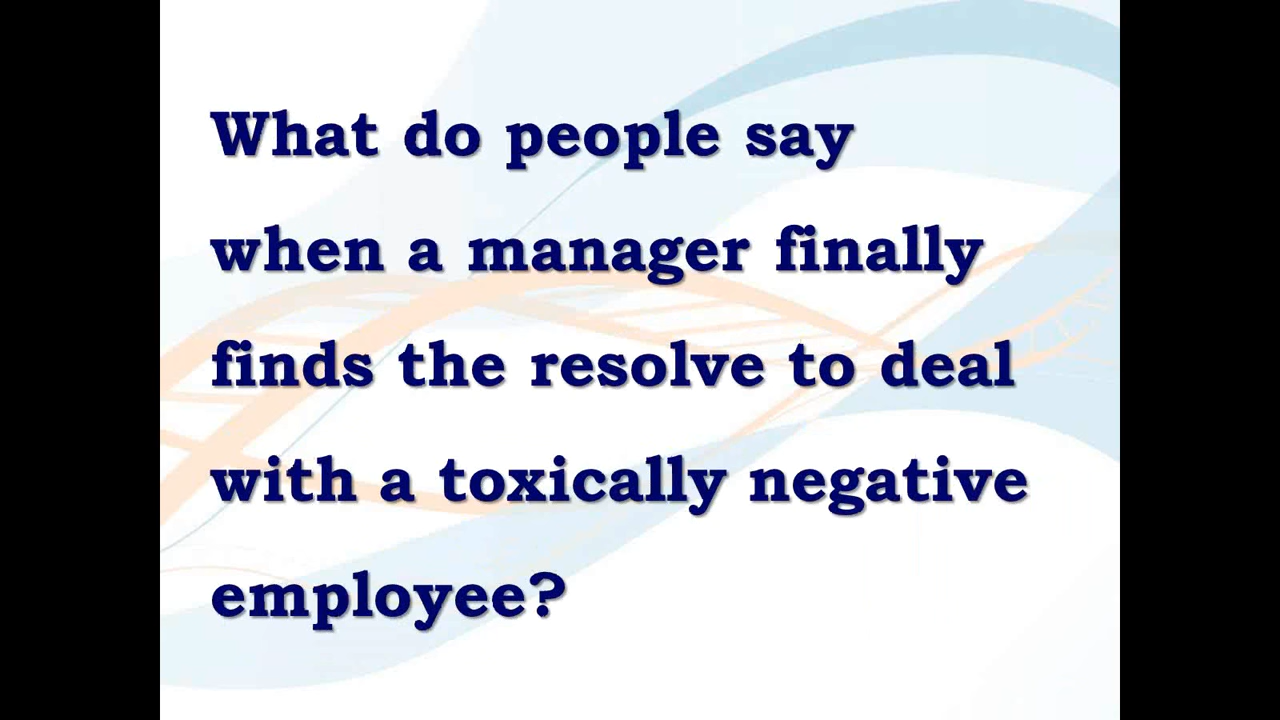 What do people say
when a manager finally
finds the resolve to deal
with a toxically negative
employee?